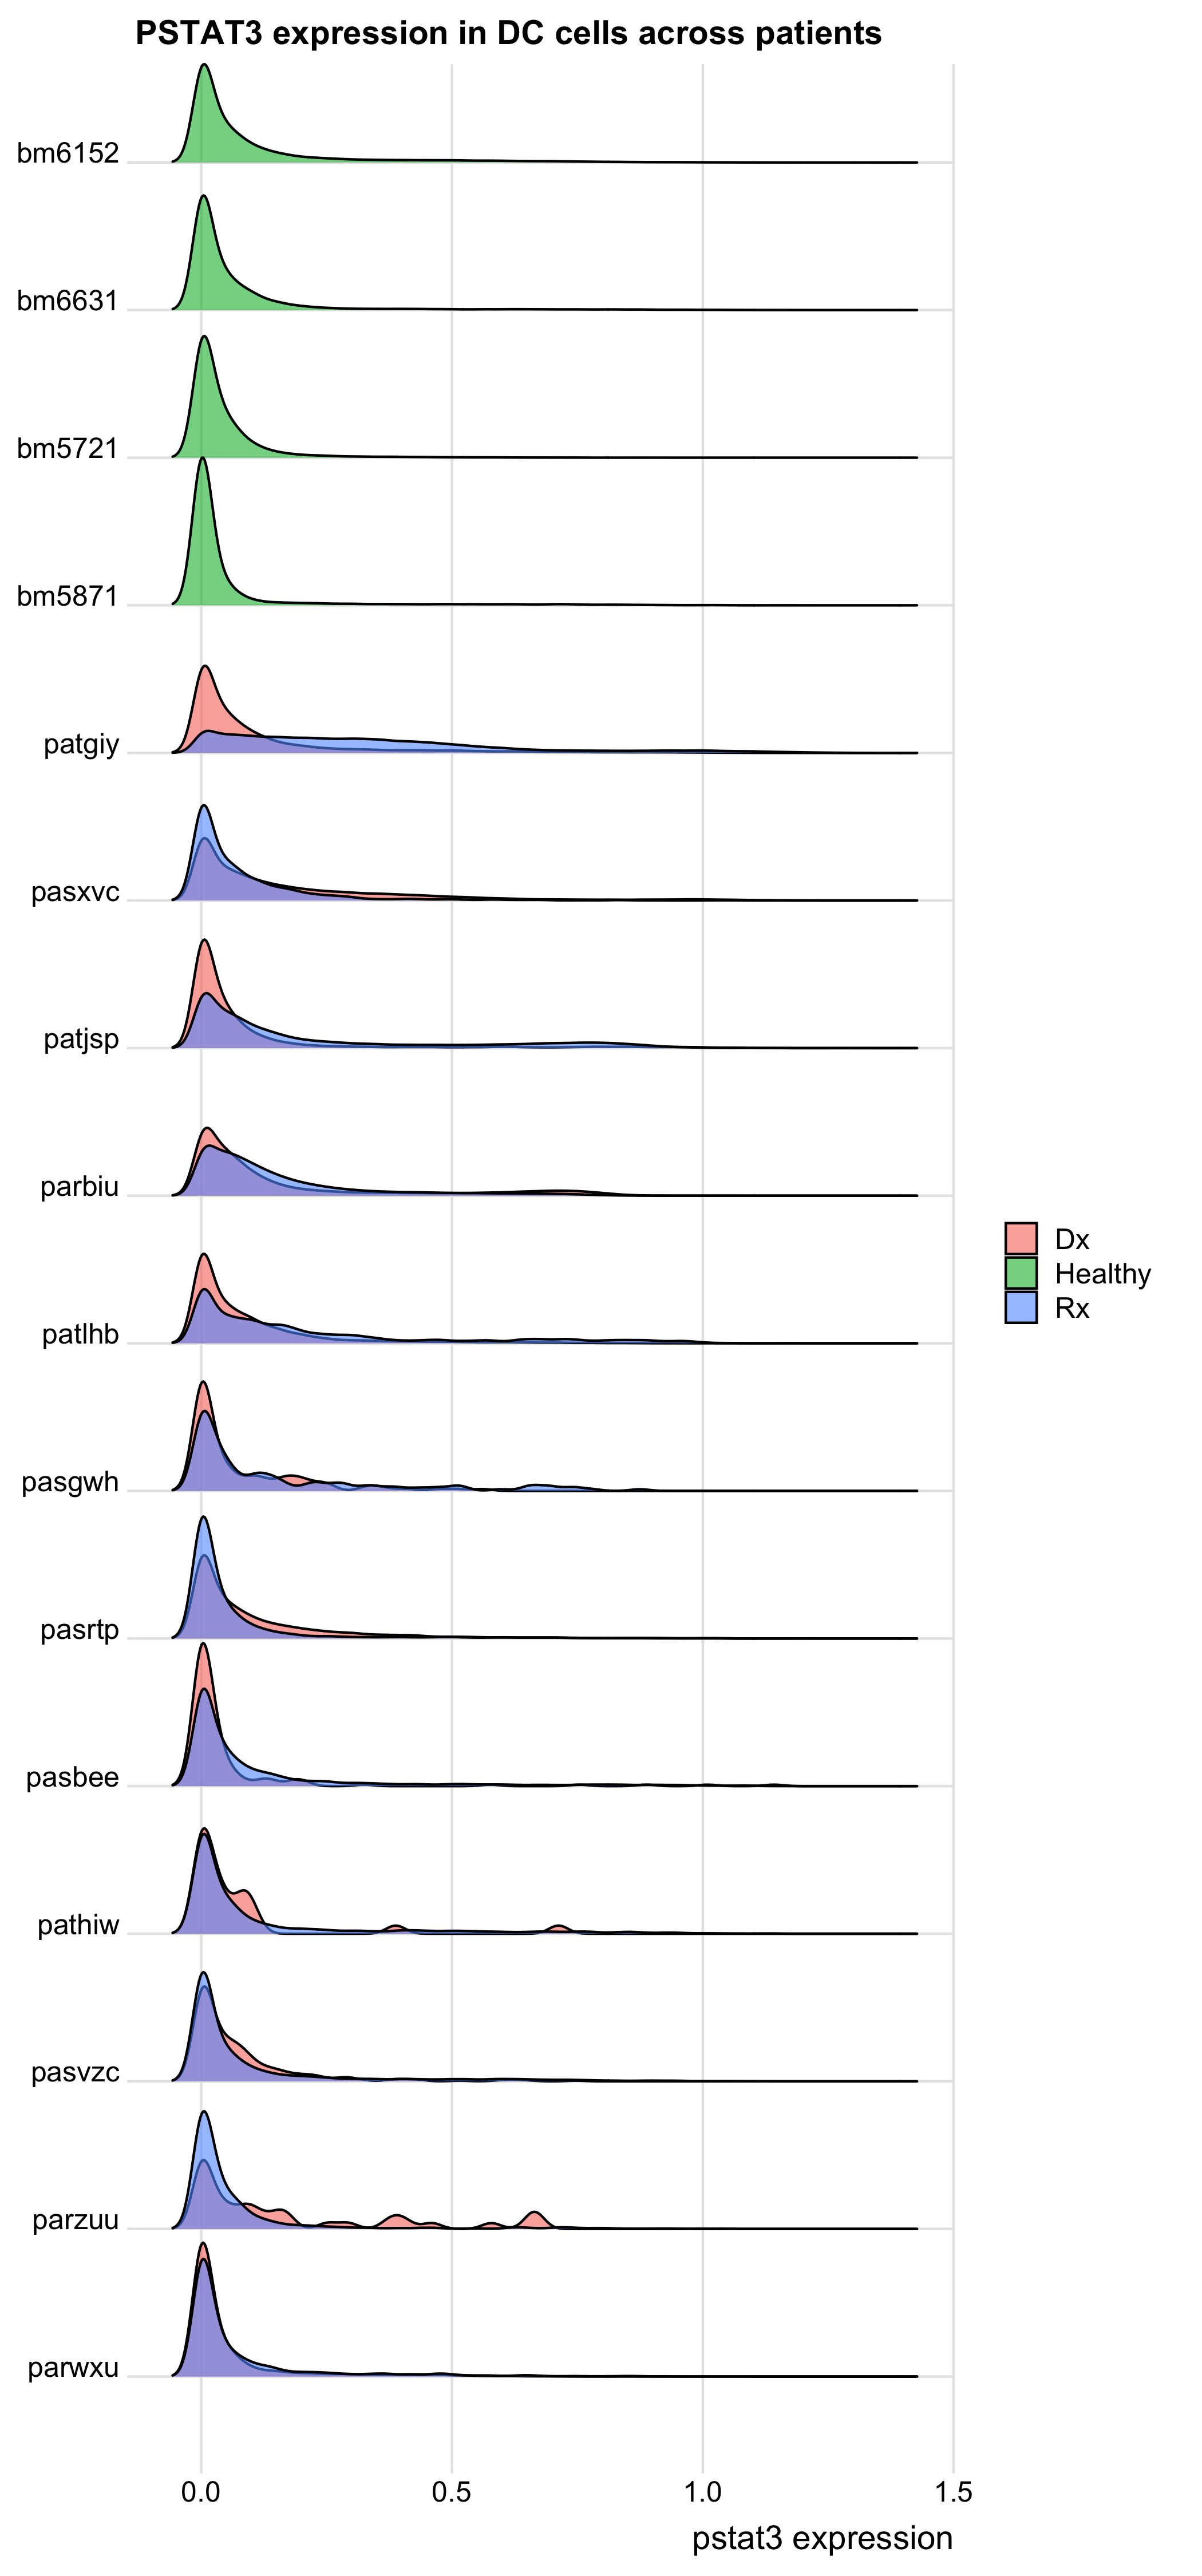 PSTAT3 expression in DC cells across patients
bm6152
bm6631
bm5721
bm5871
patgiy
pasxvc
patjsp
parbiu
patlhb
pasgwh
pasrtp
pasbee
pathiw
pasvzc
parzuu
parwxu
Dx
Healthy
Rx
0.0 0.5 1.0 1.5
pstat3 expression